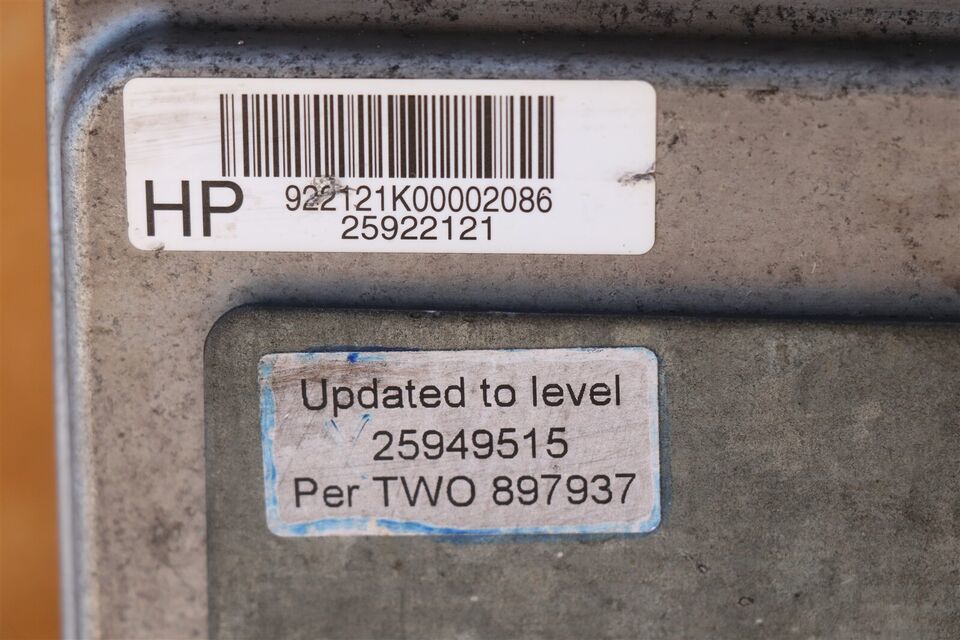 HP
922121K00002086
25922121
Updated to level
25949515
Per TWO 897937